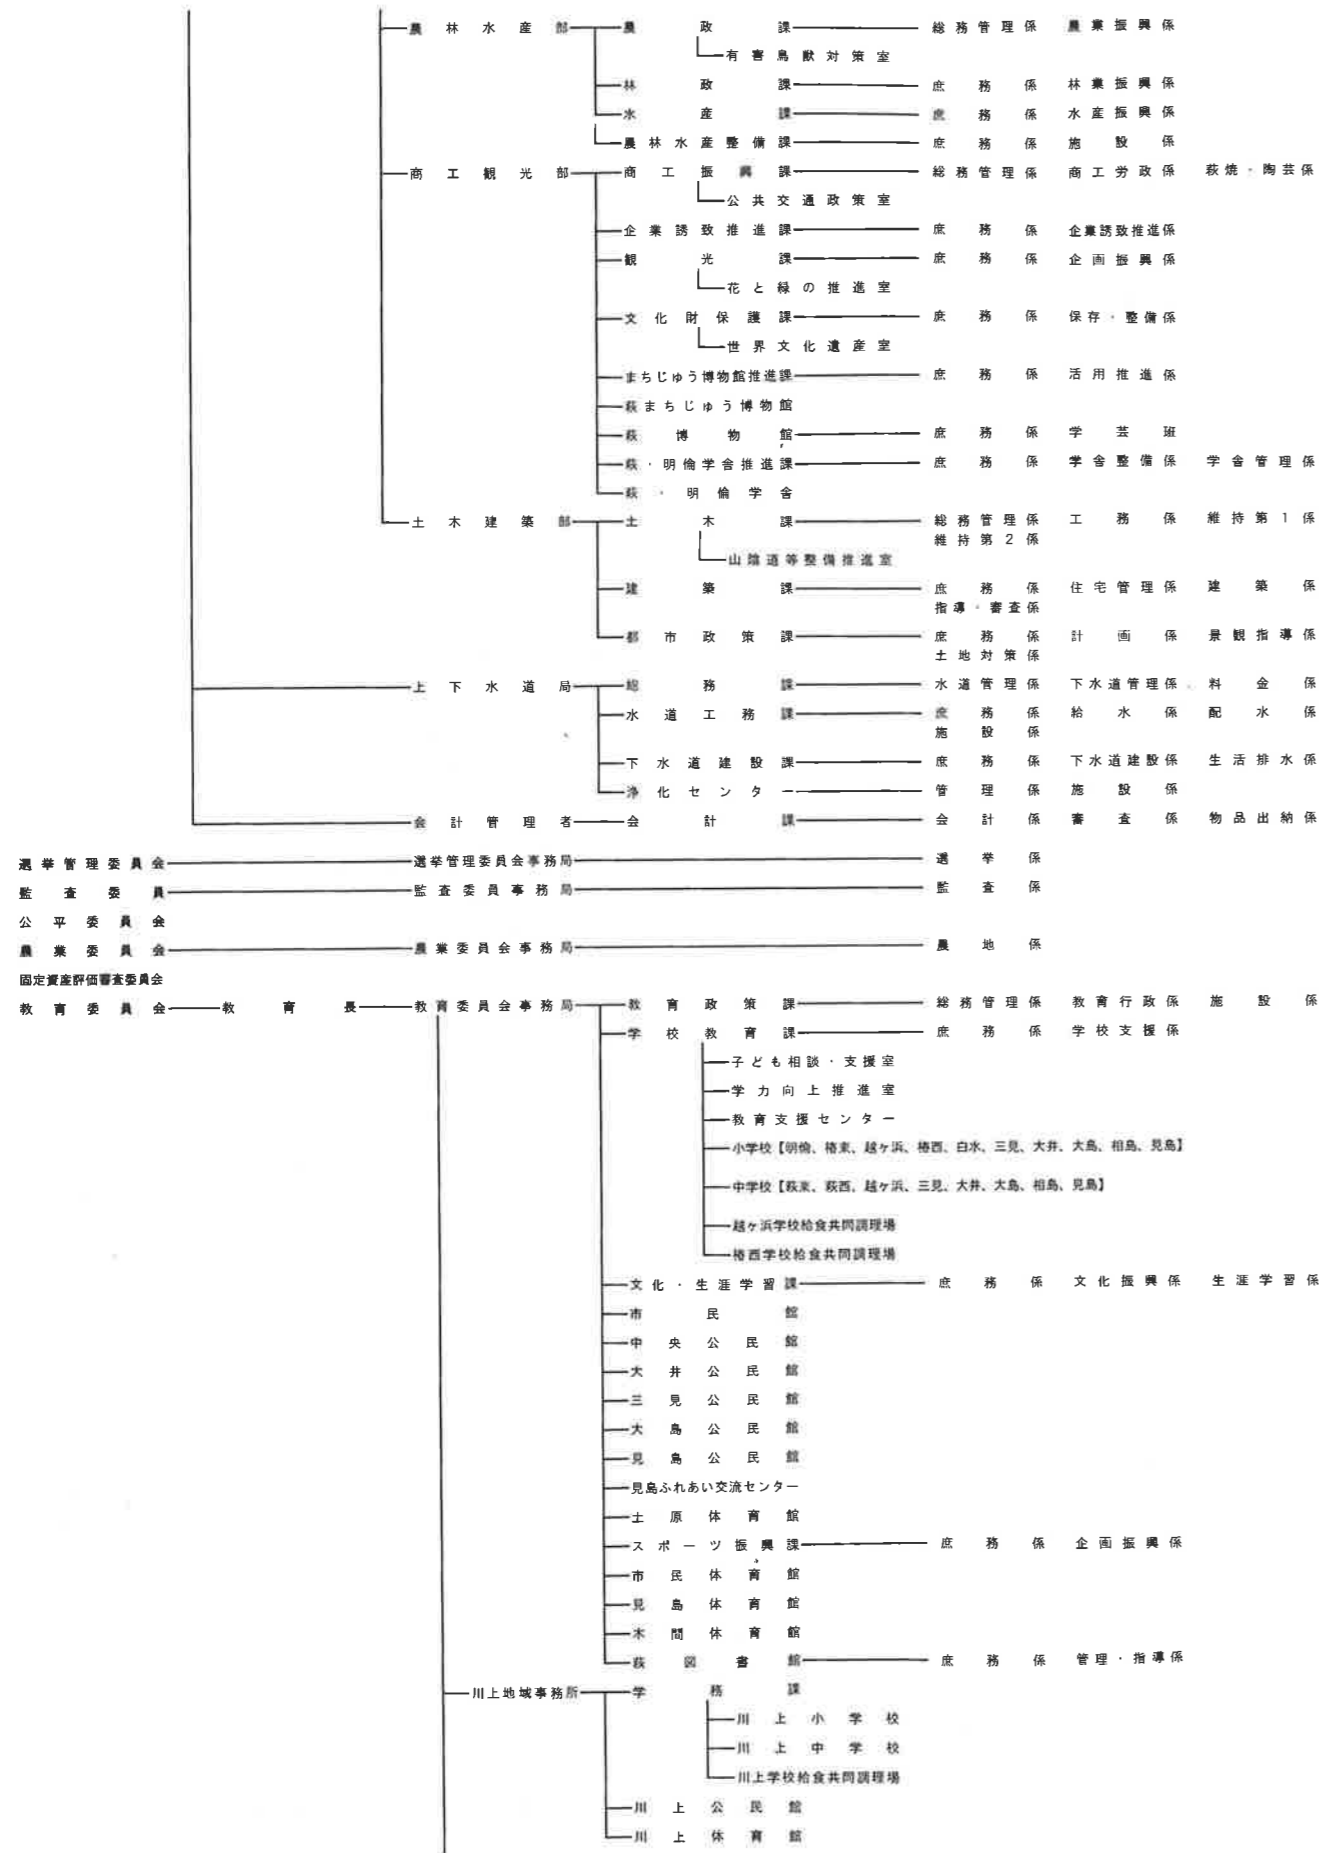 農林水産部 農政課 総務管理係 農業振興係
有害鳥獣対策室
林政課 庶務係 林業振興係
水産課 庶務係 水産振興係
農林水産整備課 庶務係 施設係
商工観光部 商工振興課 総務管理係 商工労政係 萩焼・陶芸係
公共交通政策室
企業誘致推進課 庶務係 企業誘致推進係
観光課 庶務係 企画振興係
花と緑の推進室
文化財保護課 庶務係 保存・整備係
世界文化遺産室
まちじゅう博物館推進課 庶務係 活用推進係
萩まちじゅう博物館
萩博物館 庶務係 学芸班
萩・明倫学舎推進課 庶務係 学舎整備係 学舎管理係
萩・明倫学舎
土木建築部 土木課 総務管理係 工務係 維持第1係
維持第2係
山陰道等整備推進室
建築課 庶務係 住宅管理係 建築係
指導・審査係
都市政策課 庶務係 計画係 景観指導係
土地対策係
上下水道局 総務課 水道管理係 下水道管理係 料金係
水道工務課 庶務係 給水係 配水係
施設係
下水道建設課 庶務係 下水道建設係 生活排水係
浄化センター 管理係 施設係
会計管理者 会計課 会計係 審査係 物品出納係
選挙管理委員会 選挙管理委員会事務局 選挙係
監査委員 監査委員事務局 監査係
公平委員会
農業委員会 農業委員会事務局 農地係
固定資産評価審査委員会
教育委員会 教育長 教育委員会事務局 教育政策課 総務管理係 教育行政係 施設係
学校教育課 庶務係 学校支援係
子ども相談・支援室
学力向上推進室
教育支援センター
小学校【明倫、椿東、越ヶ浜、椿西、白水、三見、大井、大島、相島、見島】
中学校【萩東、萩西、越ヶ浜、三見、大井、大島、相島、見島】
越ヶ浜学校給食共同調理場
椿西学校給食共同調理場
文化・生涯学習課 庶務係 文化振興係 生涯学習係
市民館
中央公民館
大井公民館
三見公民館
大島公民館
見島公民館
見島ふれあい交流センター
土原体育館
スポーツ振興課 庶務係 企画振興係
市民体育館
見島体育館
木間体育館
萩図書館 庶務係 管理・指導係
川上地域事務所 学務課
川上小学校
川上中学校
川上学校給食共同調理場
川上公民館
川上体育館